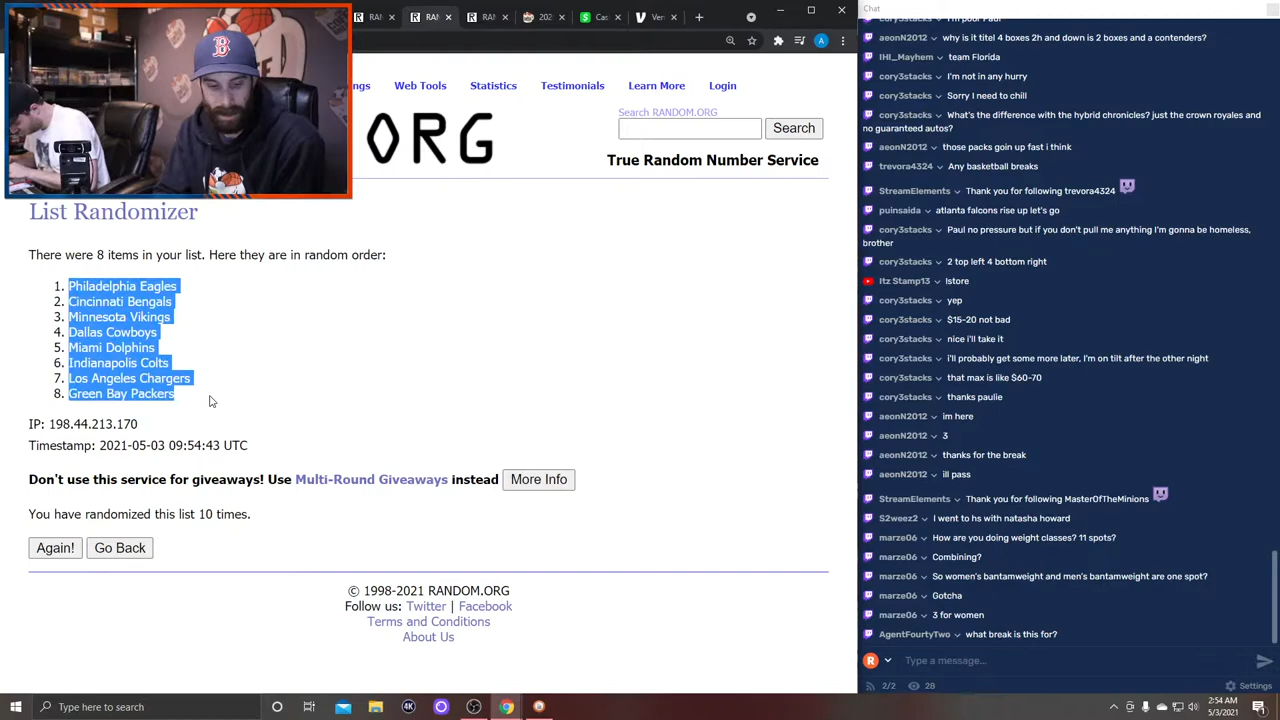 RAN
RAN
RAN
202
Cas
Ver
ngs
Web Tools
Statistics
Testimonials
Learn More
Login
Search RANDOM.ORG
ORG
Search
True Random Number Service
List Randomizer
There were 8 items in your list. Here they are in random order:
1. Philadelphia Eagles
2. Cincinnati Bengals
3. Minnesota Vikings
4. Dallas Cowboys
5. Miami Dolphins
6. Indianapolis Colts
7. Los Angeles Chargers
8. Green Bay Packers
IP: 198.44.213.170
Timestamp: 2021-05-03 09:54:43 UTC
Don't use this service for giveaways! Use Multi-Round Giveaways instead More Info
You have randomized this list 10 times.
Again! Go Back
© 1998-2021 RANDOM.ORG
Follow us: Twitter | Facebook
Terms and Conditions
About Us
Type here to search
2:54 AM
5/3/2021
Chat
cory3stacks I'm poor Paul
aeonN2012 why is it titel 4 boxes 2h and down is 2 boxes and a contenders?
IHI_Mayhem team Florida
cory3stacks I'm not in any hurry
cory3stacks Sorry I need to chill
cory3stacks What's the difference with the hybrid chronicles? just the crown royales and
no guaranteed autos?
aeonN2012 those packs goin up fast i think
trevora4324 Any basketball breaks
StreamElements Thank you for following trevora4324
puinsaida atlanta falcons rise up let's go
cory3stacks Paul no pressure but if you don't pull me anything I'm gonna be homeless,
brother
cory3stacks 2 top left 4 bottom right
Itz Stamp13 !store
cory3stacks yep
cory3stacks $15-20 not bad
cory3stacks nice i'll take it
cory3stacks i'll probably get some more later, I'm on tilt after the other night
cory3stacks that max is like $60-70
cory3stacks thanks paulie
aeonN2012 im here
aeonN2012 3
aeonN2012 thanks for the break
aeonN2012 ill pass
StreamElements Thank you for following MasterOfTheMinions
S2weez2 I went to hs with natasha howard
marze06 How are you doing weight classes? 11 spots?
marze06 Combining?
marze06 So women's bantamweight and men's bantamweight are one spot?
marze06 Gotcha
marze06 3 for women
AgentFourtyTwo what break is this for?
R
Type a message...
2/2 28 Settings